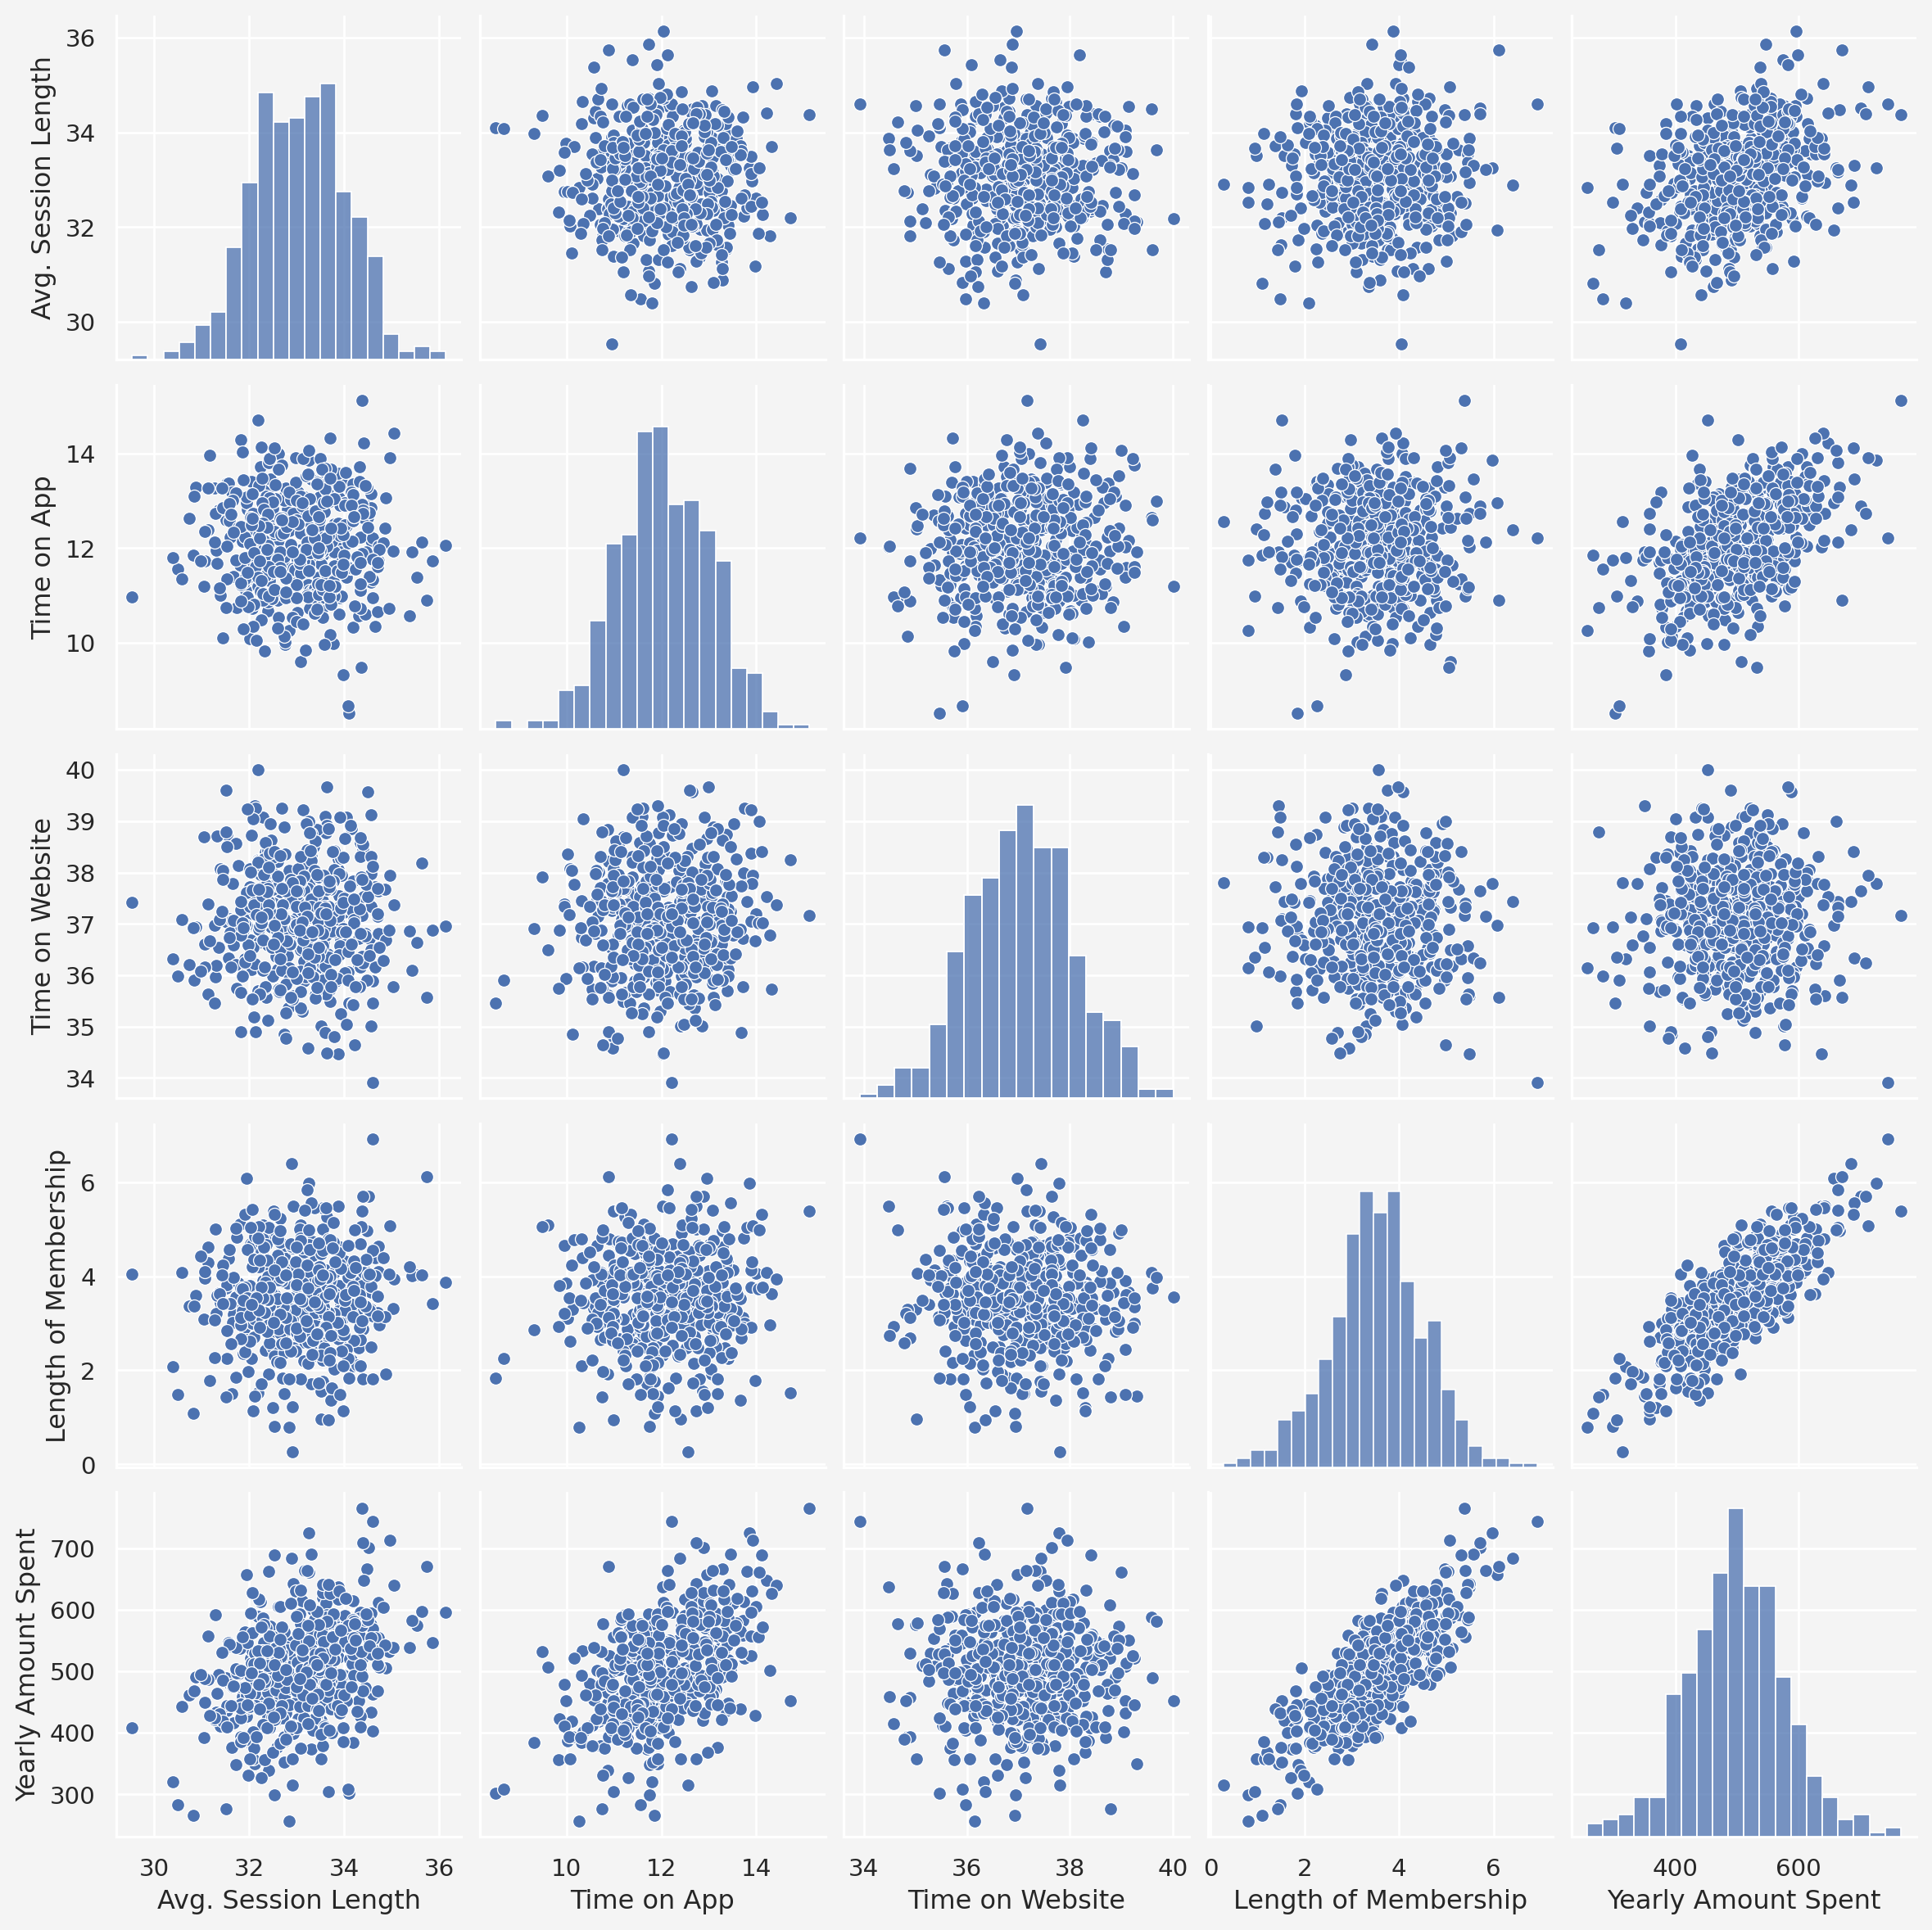 Avg. Session Length
36
34
32
30
Time on App
14
12
10
Time on Website
40
39
38
37
36
35
34
Length of Membership
6
4
2
0
Yearly Amount Spent
700
600
500
400
300
30 32 34 36
10 12 14
34 36 38 40
0 2 4 6
400 600
Avg. Session Length
Time on App
Time on Website
Length of Membership
Yearly Amount Spent